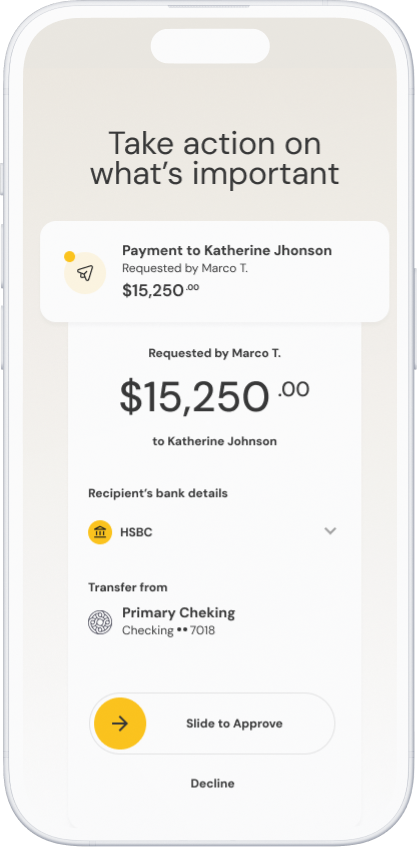 Take action on
what's important
Payment to Katherine Jhonson
Requested by Marco T.
$15,250.00
Requested by Marco T.
$15,250.00
to Katherine Johnson
Recipient's bank details
HSBC
Transfer from
Primary Cheking
Checking ••7018
Slide to Approve
Decline